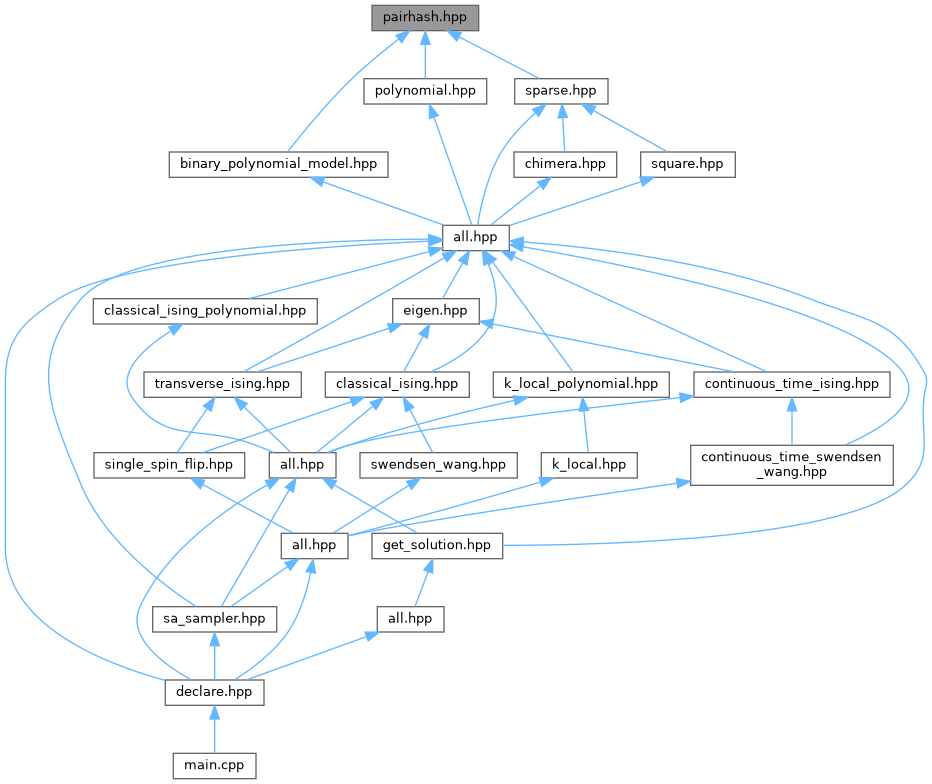 pairhash.hpp
polynomial.hpp
sparse.hpp
binary_polynomial_model.hpp
chimera.hpp
square.hpp
all.hpp
classical_ising_polynomial.hpp
eigen.hpp
transverse_ising.hpp
classical_ising.hpp
k_local_polynomial.hpp
continuous_time_ising.hpp
single_spin_flip.hpp
all.hpp
swendsen_wang.hpp
k_local.hpp
continuous_time_swendsen
_wang.hpp
all.hpp
get_solution.hpp
sa_sampler.hpp
all.hpp
declare.hpp
main.cpp